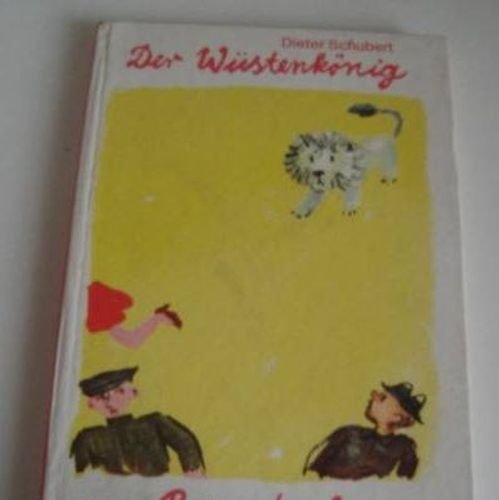 Dieter Schubert
Der Wüstenkönig